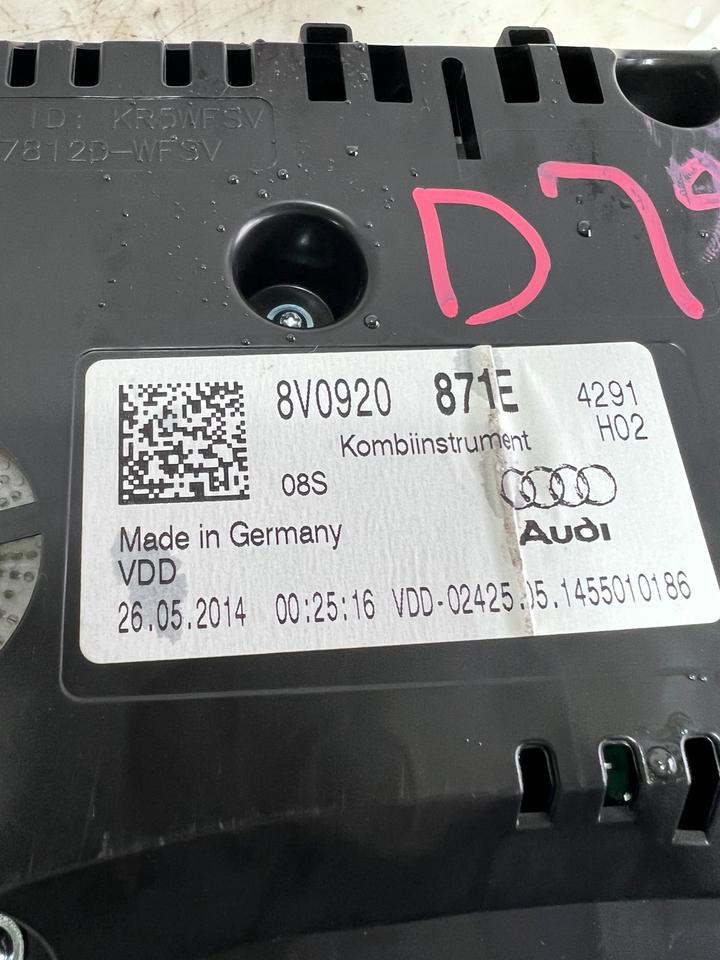 ID: KR5WFSV
7812D-WFSV
D7
8V0920 871E 4291
H02
Kombiinstrument
08S
Audi
Made in Germany
VDD
26.05.2014 00:25:16 VDD-02425.05.1455010186